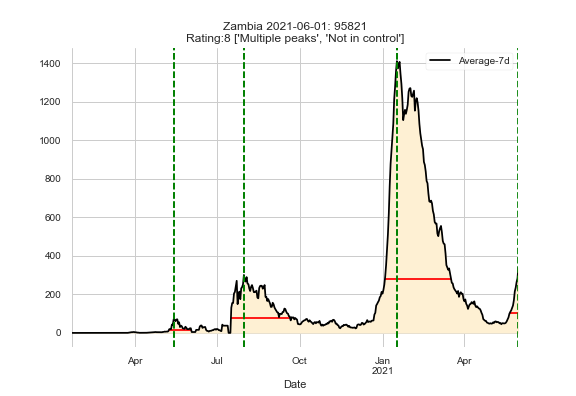 Zambia 2021-06-01: 95821
Rating:8 ['Multiple peaks', 'Not in control']
Average-7d
1400
1200
1000
800
600
400
200
0
Apr
Jul
Oct
Jan
2021
Apr
Date